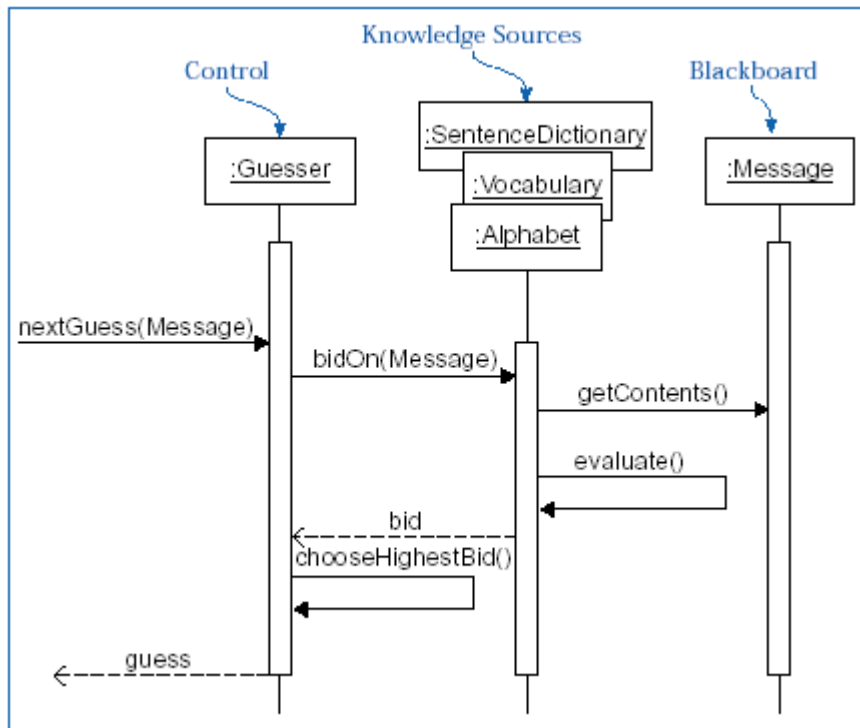 Knowledge Sources
Control
Blackboard
:SentenceDictionary
:Guesser
:Vocabulary
:Message
:Alphabet
nextGuess(Message)
bidOn(Message)
getContents()
evaluate()
bid
chooseHighestBid()
guess